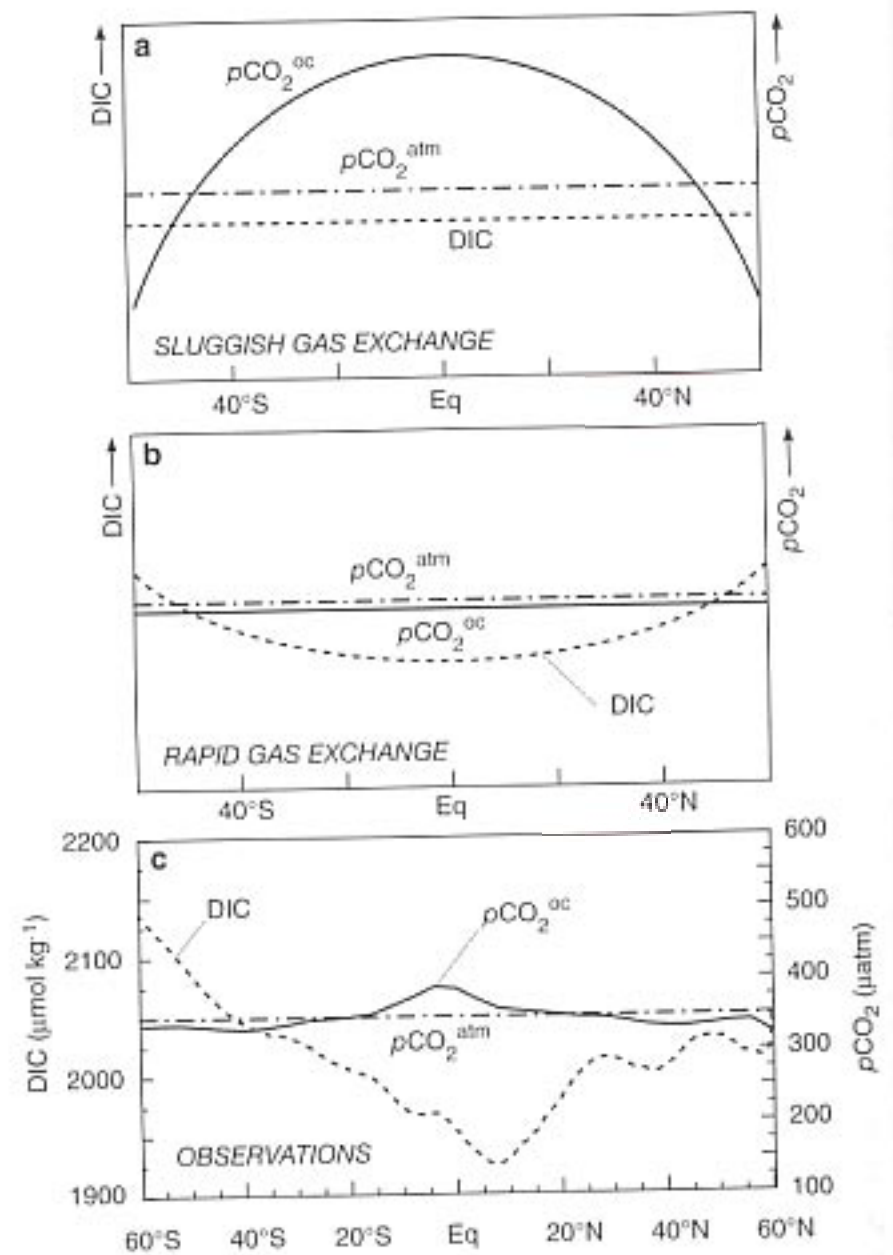 a
DIC
pCO₂
pCO₂ᵒᶜ
pCO₂ᵃᵗᵐ
DIC
SLUGGISH GAS EXCHANGE
40°S Eq 40°N
b
DIC
pCO₂
pCO₂ᵃᵗᵐ
pCO₂ᵒᶜ
DIC
RAPID GAS EXCHANGE
40°S Eq 40°N
c
DIC (µmol kg⁻¹)
2200
2100
2000
1900
pCO₂ (µatm)
600
500
400
300
200
100
DIC
pCO₂ᵒᶜ
pCO₂ᵃᵗᵐ
OBSERVATIONS
60°S 40°S 20°S Eq 20°N 40°N 60°N